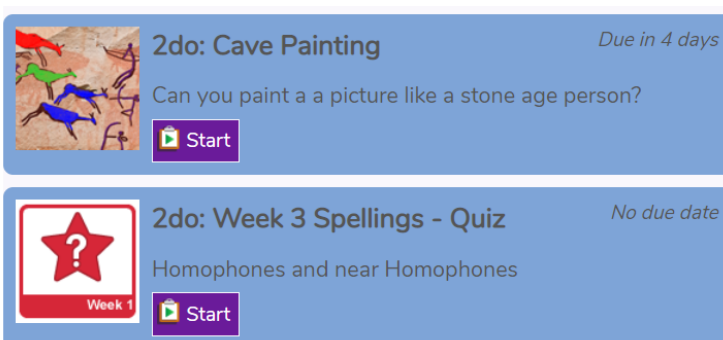 2do: Cave Painting
Due in 4 days
Can you paint a a picture like a stone age person?
Start
2do: Week 3 Spellings - Quiz
No due date
?
Week 1
Homophones and near Homophones
Start